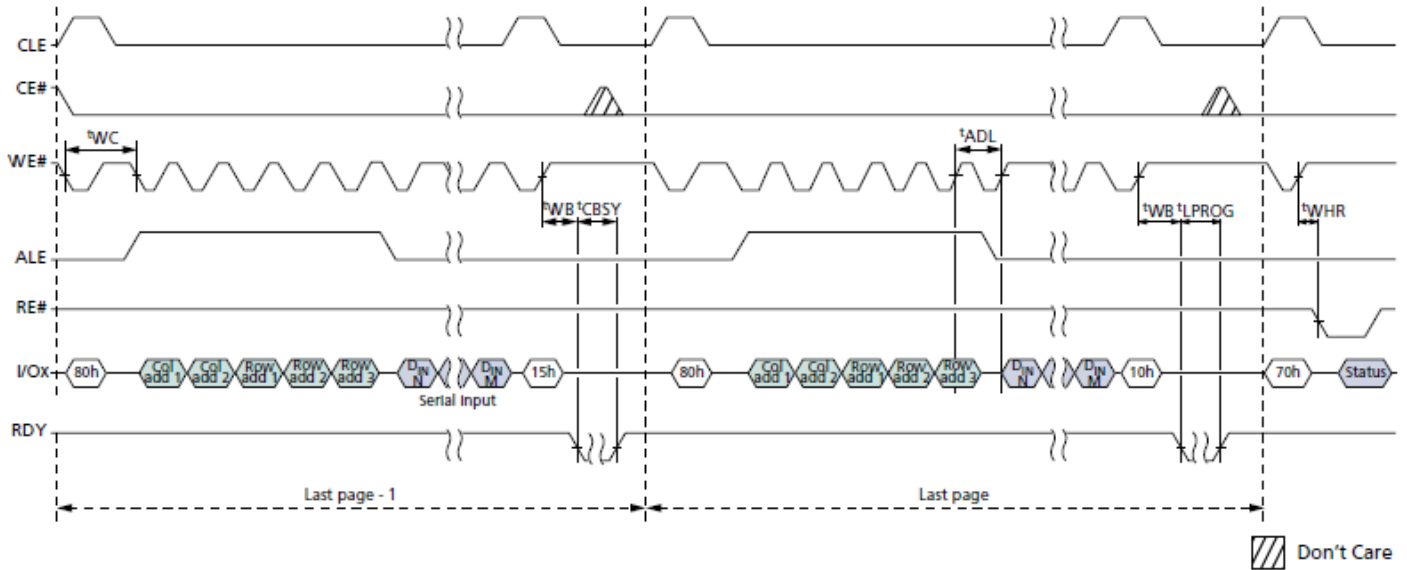 CLE
CE#
tWC
tADL
WE#
tWB tCBSY
tWB tLPROG
tWHR
ALE
RE#
I/Ox
80h
Col add 1
Col add 2
Row add 1
Row add 2
Row add 3
DIN N
DIN M
15h
80h
Col add 1
Col add 2
Row add 1
Row add 2
Row add 3
DIN N
DIN M
10h
70h
Status
Serial Input
RDY
Last page - 1
Last page
Don't Care